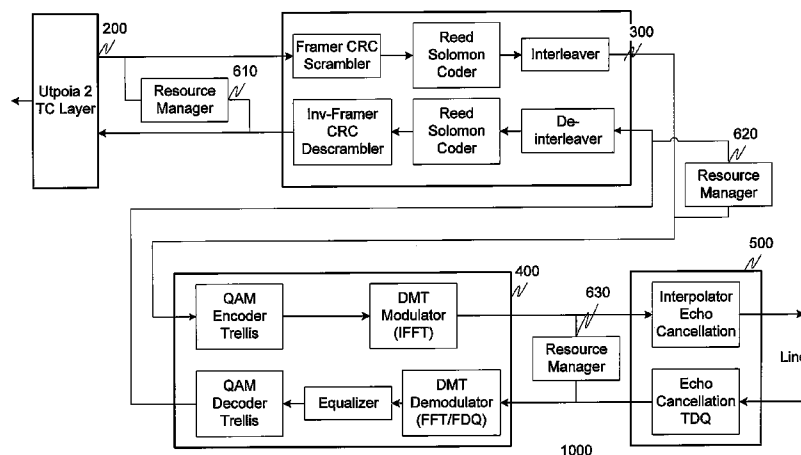 200
Utpoia 2
TC Layer
Resource
Manager
610
Framer CRC
Scrambler
Reed
Solomon
Coder
Interleaver
300
Inv-Framer
CRC
Descrambler
Reed
Solomon
Coder
De-
interleaver
620
Resource
Manager
400
QAM
Encoder
Trellis
DMT
Modulator
(IFFT)
630
Resource
Manager
500
Interpolator
Echo
Cancellation
Line
QAM
Decoder
Trellis
Equalizer
DMT
Demodulator
(FFT/FDQ)
Echo
Cancellation
TDQ
1000